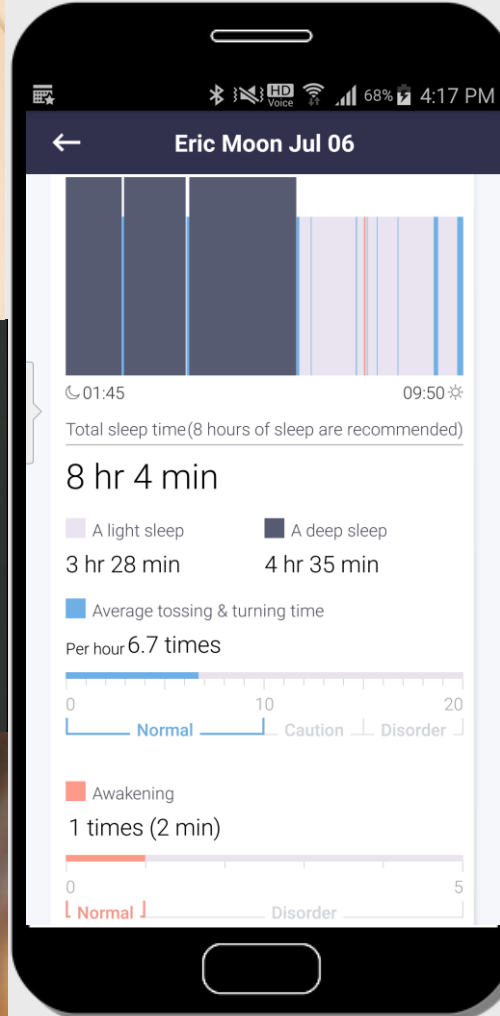 HD
Voice
68%
4:17 PM
Eric Moon Jul 06
01:45
09:50
Total sleep time(8 hours of sleep are recommended)
8 hr 4 min
A light sleep
A deep sleep
3 hr 28 min
4 hr 35 min
Average tossing & turning time
Per hour 6.7 times
0 10 20
Normal Caution Disorder
Awakening
1 times (2 min)
0 5
Normal Disorder